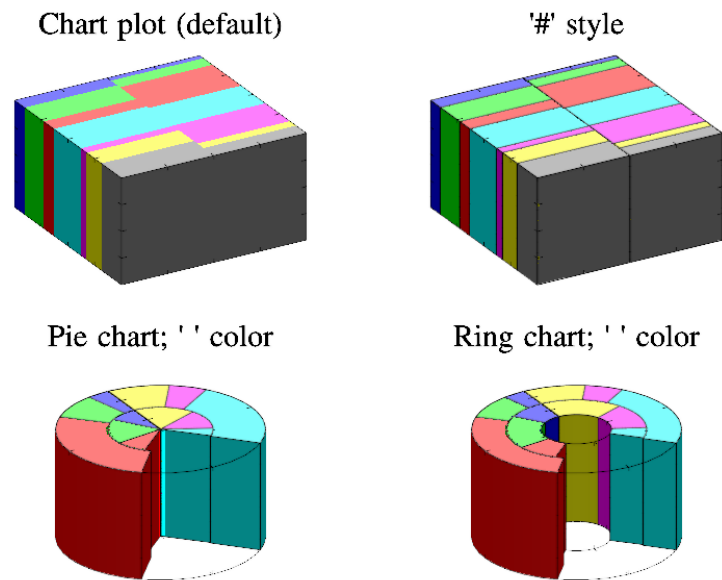 Chart plot (default)
'#' style
Pie chart; ' ' color
Ring chart; ' ' color